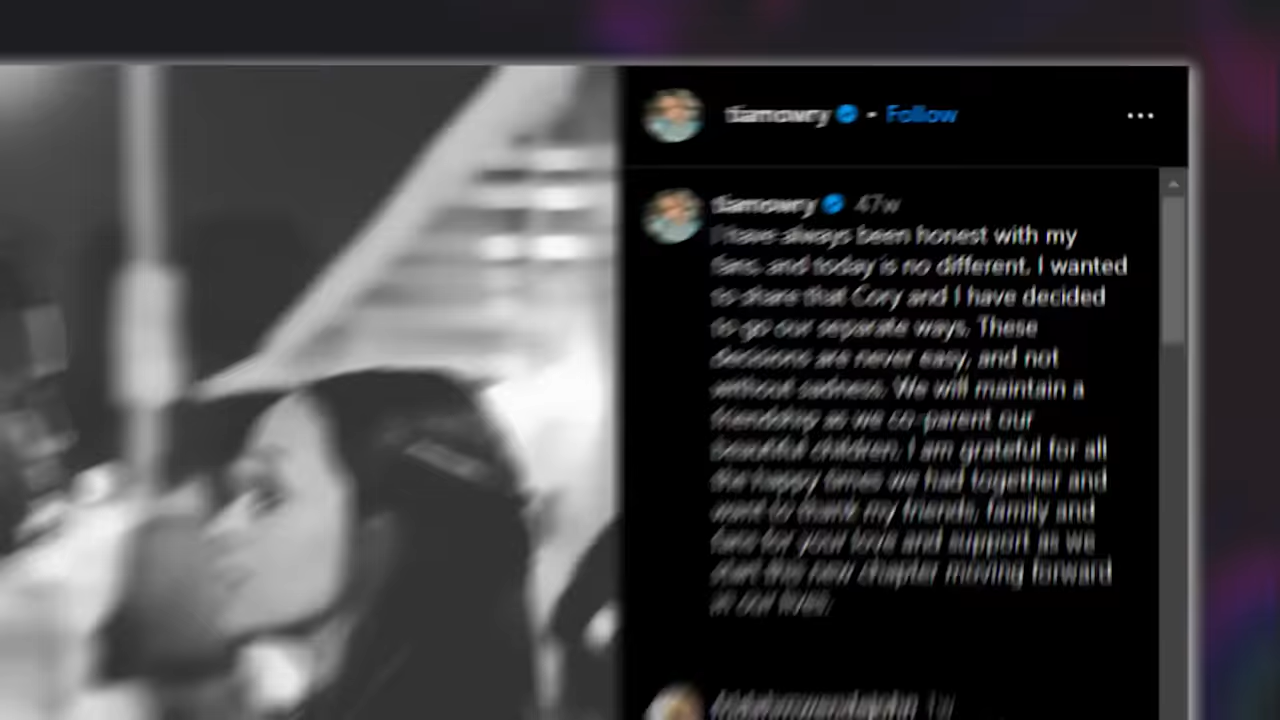 tiamowry • Follow
tiamowry 47w
I have always been honest with my
fans, and today is no different. I wanted
to share that Cory and I have decided
to go our separate ways. These
decisions are never easy, and not
without sadness. We will maintain a
friendship as we co-parent our
beautiful children. I am grateful for all
the happy times we had together and
want to thank my friends, family and
fans for your love and support as we
start this new chapter moving forward
in our lives.